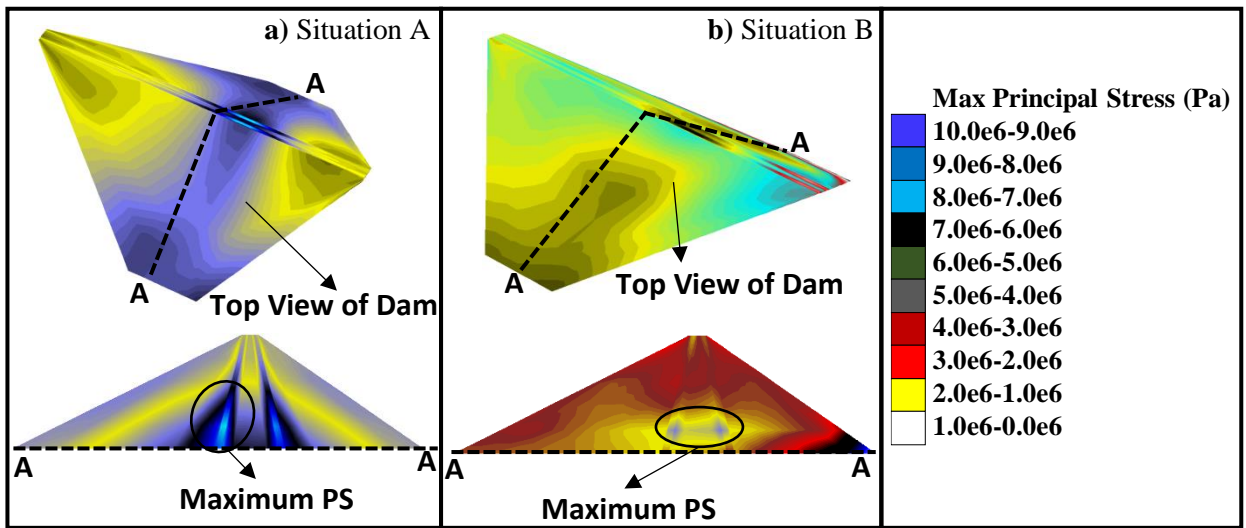 a) Situation A
A
A
Top View of Dam
A
A
Maximum PS
b) Situation B
A
A
Top View of Dam
A
A
Maximum PS
Max Principal Stress (Pa)
10.0e6-9.0e6
9.0e6-8.0e6
8.0e6-7.0e6
7.0e6-6.0e6
6.0e6-5.0e6
5.0e6-4.0e6
4.0e6-3.0e6
3.0e6-2.0e6
2.0e6-1.0e6
1.0e6-0.0e6